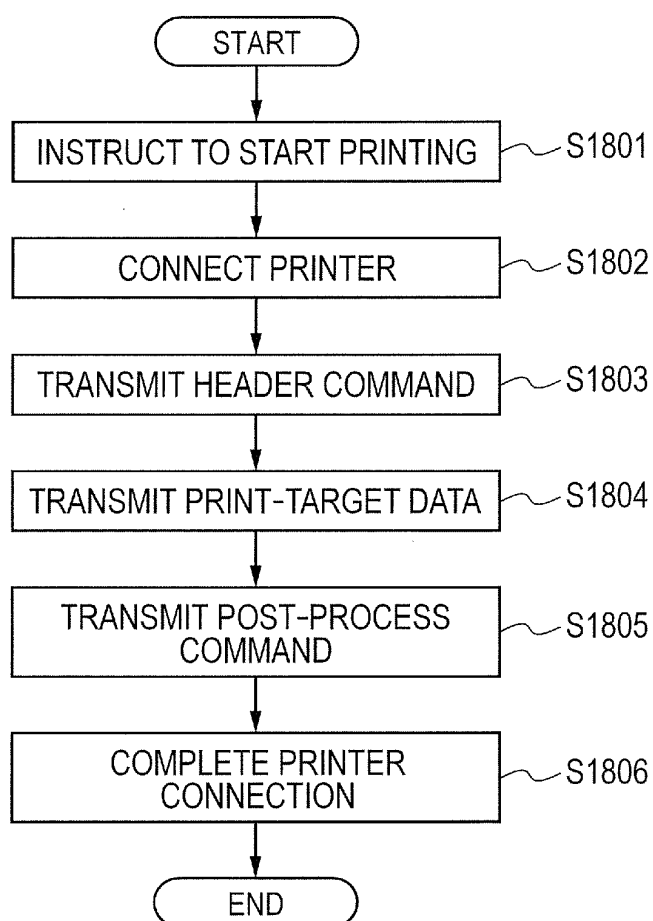 START
INSTRUCT TO START PRINTING
S1801
CONNECT PRINTER
S1802
TRANSMIT HEADER COMMAND
S1803
TRANSMIT PRINT-TARGET DATA
S1804
TRANSMIT POST-PROCESS
COMMAND
S1805
COMPLETE PRINTER
CONNECTION
S1806
END